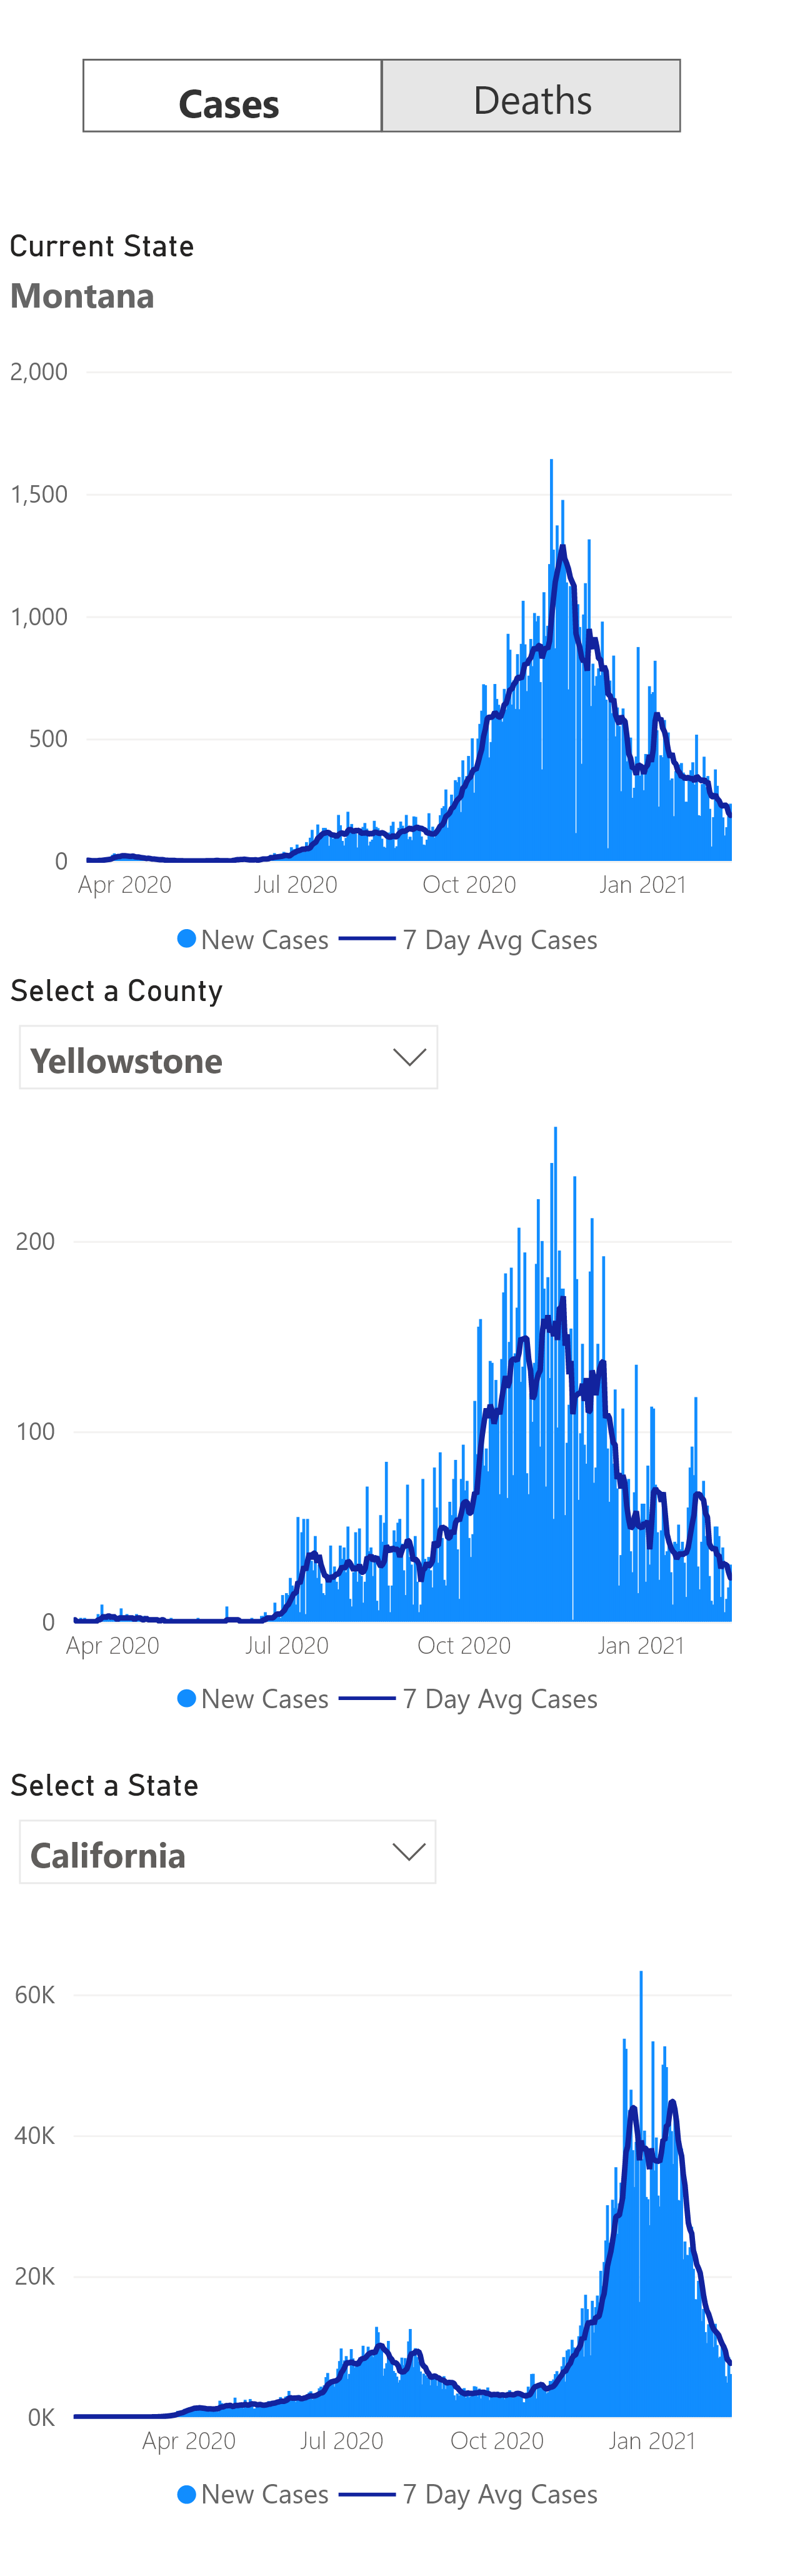 Cases Deaths
Current State
Montana
2,000
1,500
1,000
500
0
Apr 2020 Jul 2020 Oct 2020 Jan 2021
New Cases 7 Day Avg Cases
Select a County
Yellowstone
200
100
0
Apr 2020 Jul 2020 Oct 2020 Jan 2021
New Cases 7 Day Avg Cases
Select a State
California
60K
40K
20K
0K
Apr 2020 Jul 2020 Oct 2020 Jan 2021
New Cases 7 Day Avg Cases